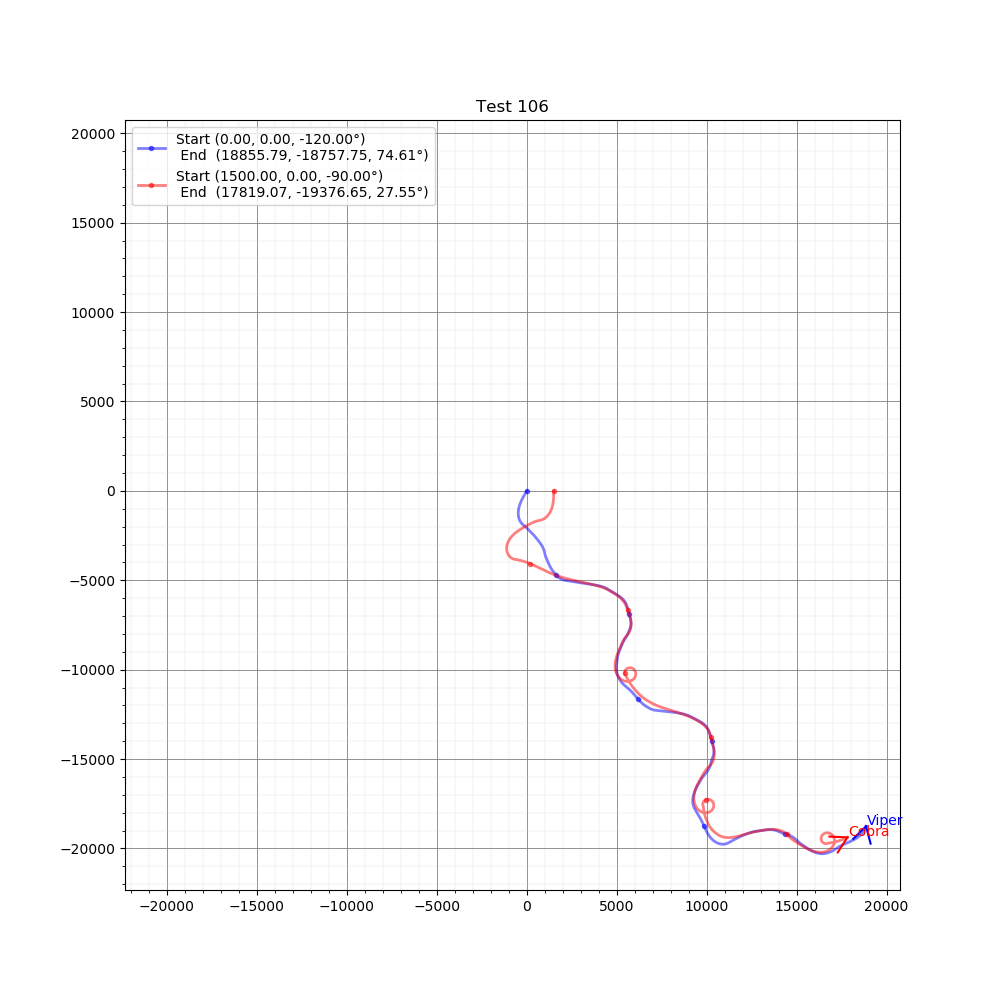 Test 106
Start (0.00, 0.00, -120.00°)
End (18855.79, -18757.75, 74.61°)
Start (1500.00, 0.00, -90.00°)
End (17819.07, -19376.65, 27.55°)
20000
15000
10000
5000
0
−5000
−10000
−15000
−20000
Viper
Cobra
−20000 −15000 −10000 −5000 0 5000 10000 15000 20000